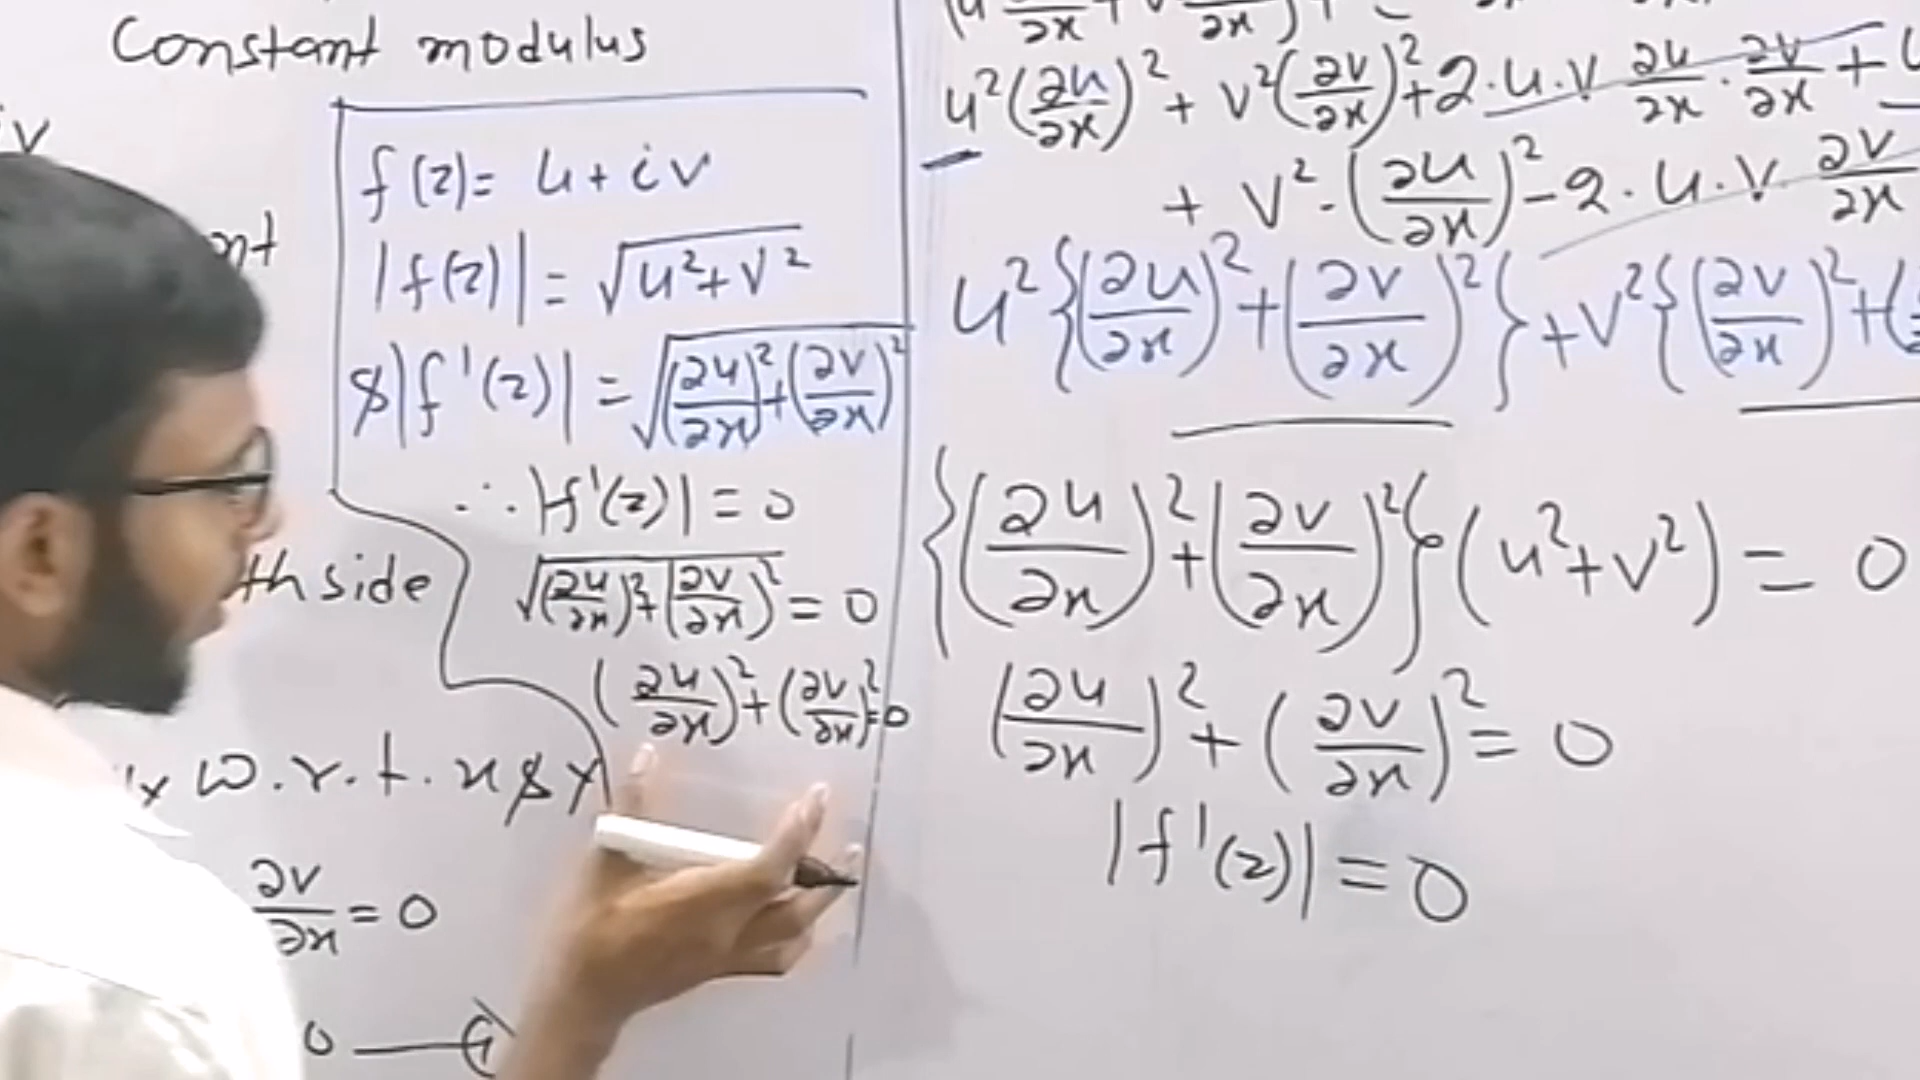 Constant modulus
iv
f(z) = u + iv
|f(z)| = √(u²+v²)
&|f'(z)| = √((∂u/∂x)²+(∂v/∂x)²)
∴ |f'(z)| = 0
th side
√((∂u/∂x)²+(∂v/∂x)²) = 0
(∂u/∂x)²+(∂v/∂x)²=0
w.r.t. x & y
∂v/∂x = 0
0
u²(∂u/∂x)² + v²(∂v/∂x)²+2.u.v ∂u/∂x . ∂v/∂x +
+ v² . (∂u/∂x)² - 2.u.v. ∂v/∂x
u²{(∂u/∂x)²+(∂v/∂x)²}+v²{(∂v/∂x)²+(
{(∂u/∂x)²+(∂v/∂x)²}.(u²+v²) = 0
(∂u/∂x)² + (∂v/∂x)² = 0
|f'(z)| = 0